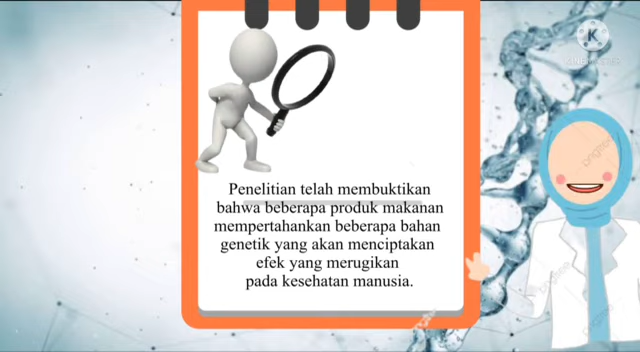 Penelitian telah membuktikan
bahwa beberapa produk makanan
mempertahankan beberapa bahan
genetik yang akan menciptakan
efek yang merugikan
pada kesehatan manusia.
K